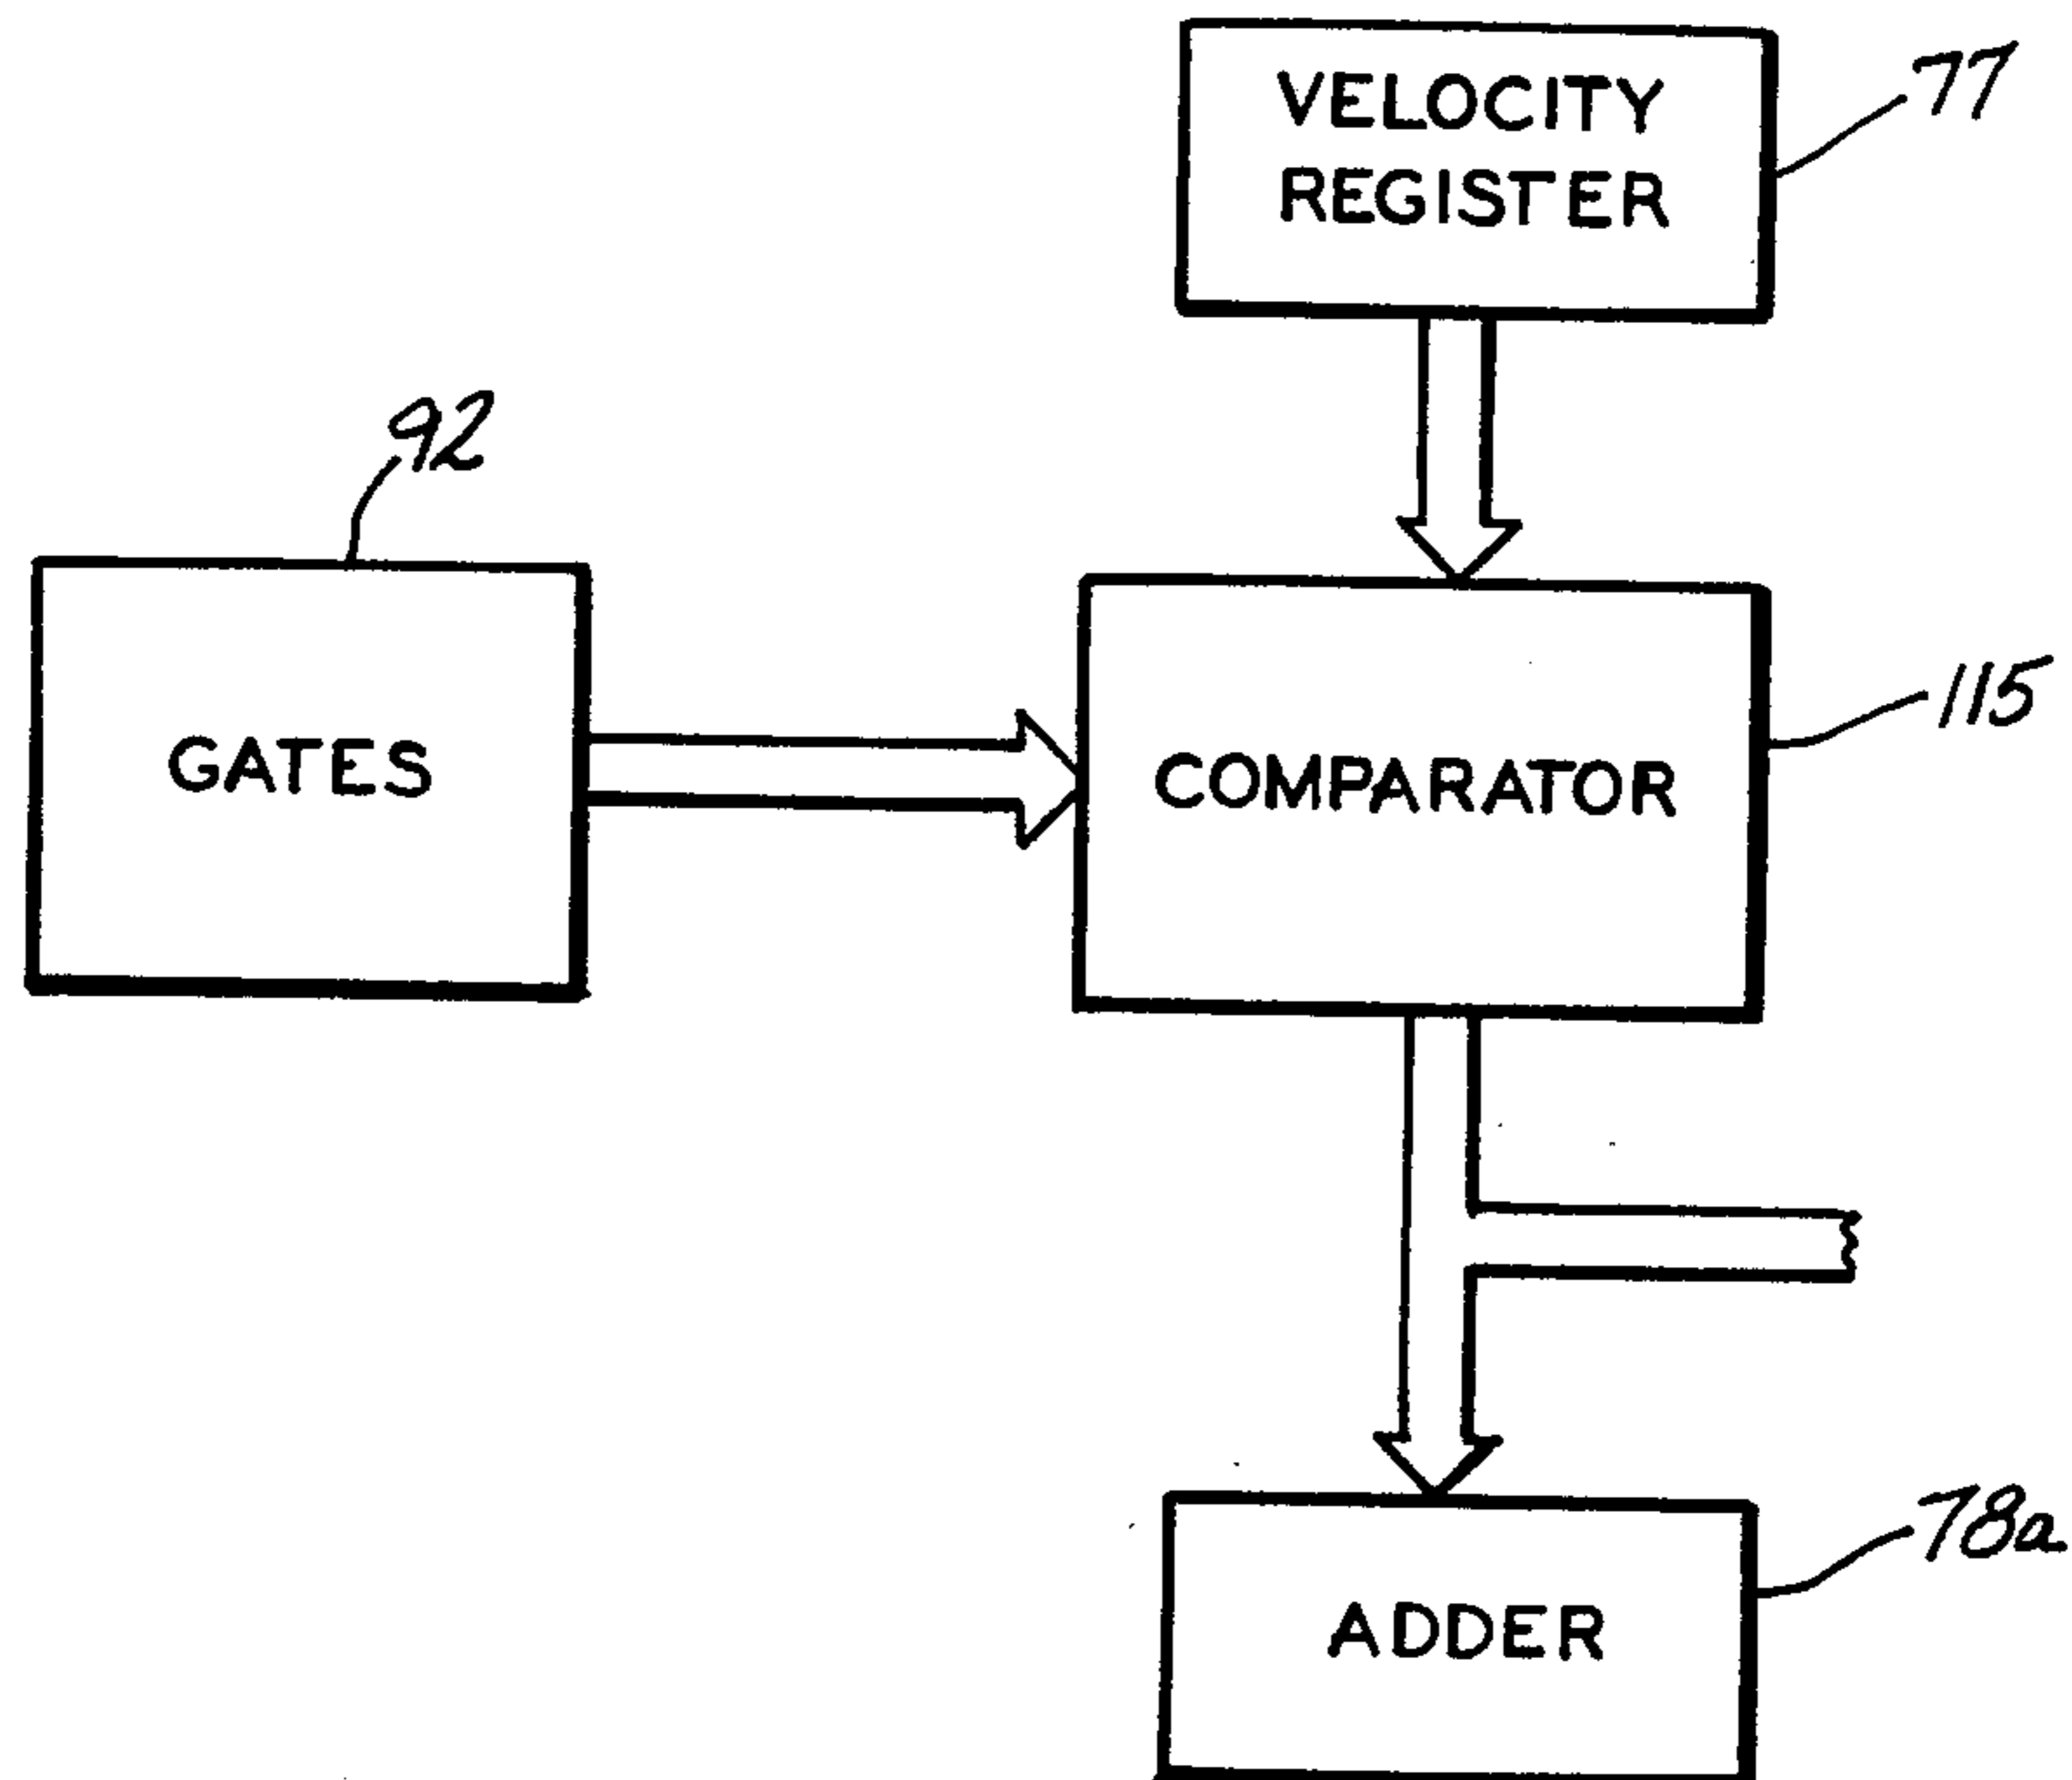 VELOCITY
REGISTER
77
92
GATES
COMPARATOR
115
ADDER
78a